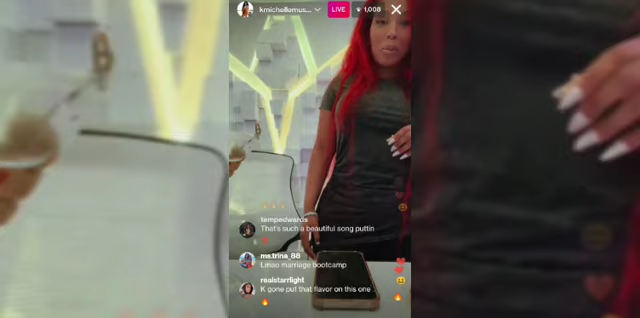 kmichellemus...
LIVE
1,008
tempedwards
That's such a beautiful song puttin
ms.trina_88
Lmao marriage bootcamp
realstarrlight
K gone put that flavor on this one